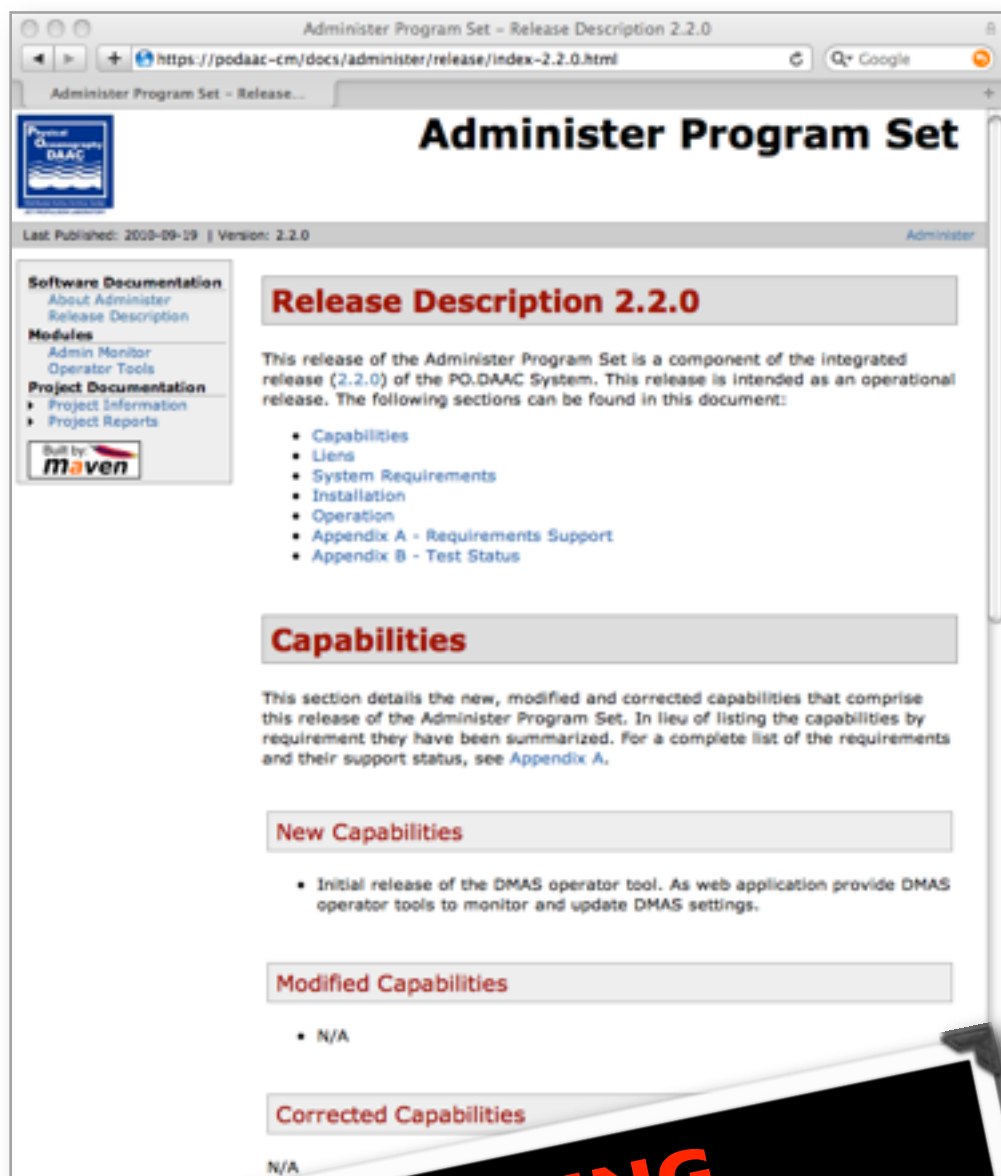 Administer Program Set – Release Description 2.2.0
https://podaac-cm/docs/administer/release/index-2.2.0.html
Google
Administer Program Set – Release...
Physical
Oceanography
DAAC
Administer Program Set
Last Published: 2010-09-19 | Version: 2.2.0
Administer
Software Documentation
About Administer
Release Description
Modules
Admin Monitor
Operator Tools
Project Documentation
Project Information
Project Reports
Built by:
maven
Release Description 2.2.0
This release of the Administer Program Set is a component of the integrated
release (2.2.0) of the PO.DAAC System. This release is intended as an operational
release. The following sections can be found in this document:
• Capabilities
• Liens
• System Requirements
• Installation
• Operation
• Appendix A - Requirements Support
• Appendix B - Test Status
Capabilities
This section details the new, modified and corrected capabilities that comprise
this release of the Administer Program Set. In lieu of listing the capabilities by
requirement they have been summarized. For a complete list of the requirements
and their support status, see Appendix A.
New Capabilities
• Initial release of the DMAS operator tool. As web application provide DMAS
operator tools to monitor and update DMAS settings.
Modified Capabilities
• N/A
Corrected Capabilities
N/A